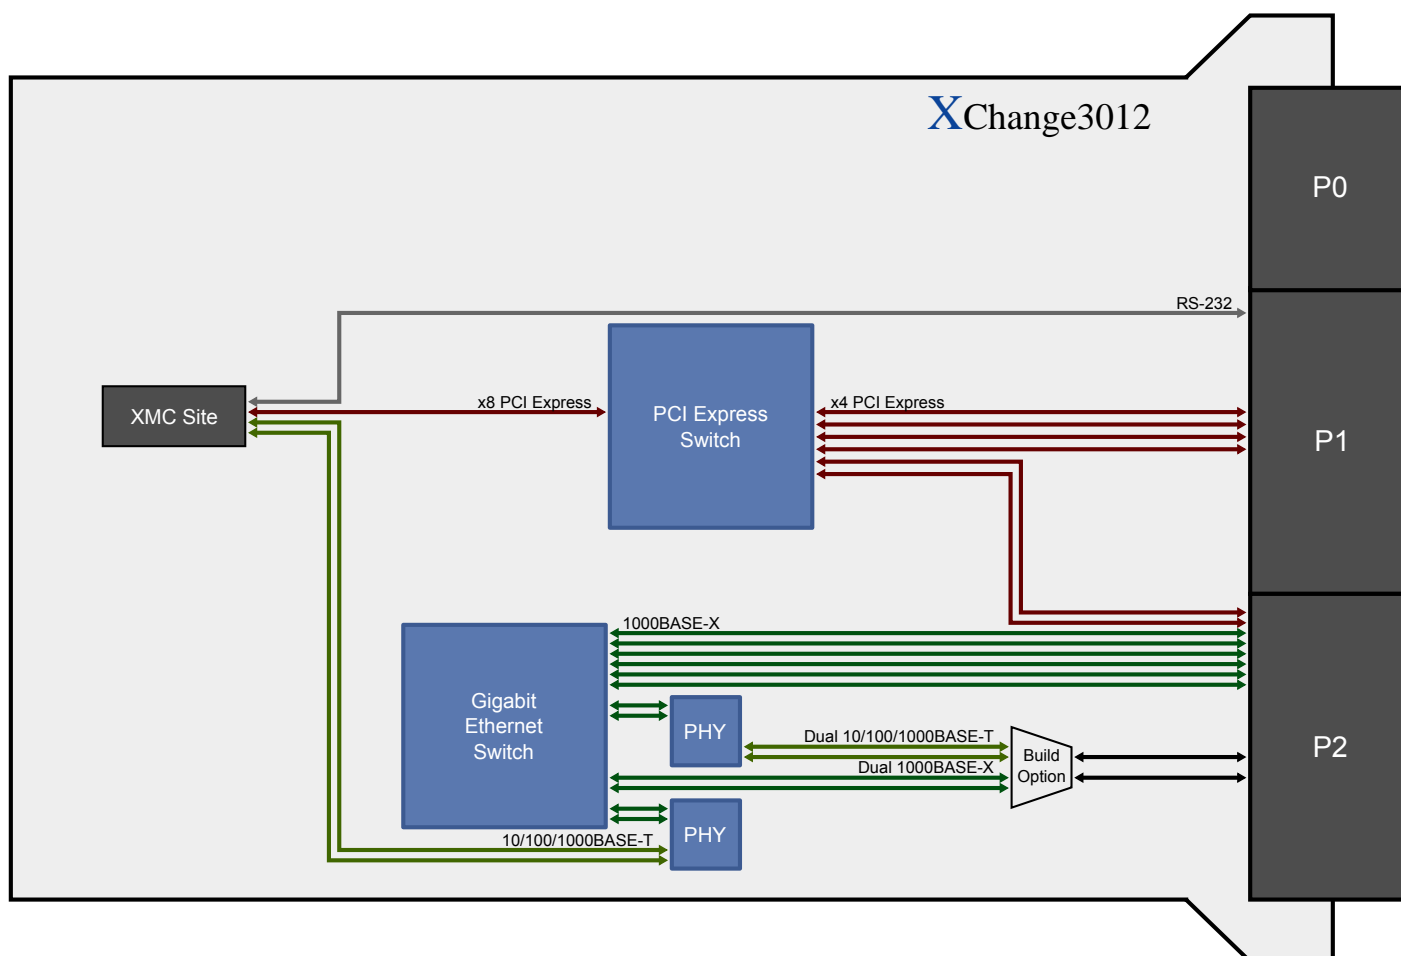 XChange3012
P0
RS-232
XMC Site
x8 PCI Express
PCI Express
Switch
x4 PCI Express
P1
1000BASE-X
Gigabit
Ethernet
Switch
PHY
Dual 10/100/1000BASE-T
Dual 1000BASE-X
Build
Option
P2
10/100/1000BASE-T
PHY